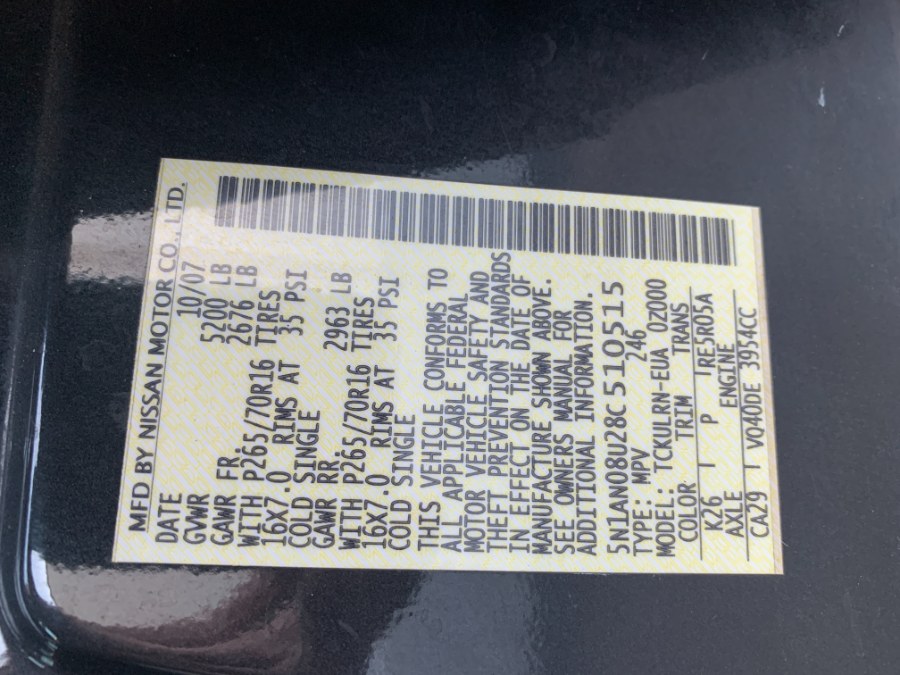 MFD BY NISSAN MOTOR CO., LTD.
DATE 10/07
GVWR 5200 LB
GAWR FR. 2676 LB
WITH P265/70R16 TIRES
16X7.0 RIMS AT 35 PSI
COLD SINGLE
GAWR RR. 2963 LB
WITH P265/70R16 TIRES
16X7.0 RIMS AT 35 PSI
COLD SINGLE
THIS VEHICLE CONFORMS TO
ALL APPLICABLE FEDERAL
MOTOR VEHICLE SAFETY AND
THEFT PREVENTION STANDARDS
IN EFFECT ON THE DATE OF
MANUFACTURE SHOWN ABOVE.
SEE OWNERS MANUAL FOR
ADDITIONAL INFORMATION.
5N1AN08U28C510515
TYPE: MPV 246
MODEL: TCKULRN-EUA 0Z000
COLOR TRIM TRANS
K26 P RE5R05A
AXLE ENGINE
CA29 VQ40DE 3954CC